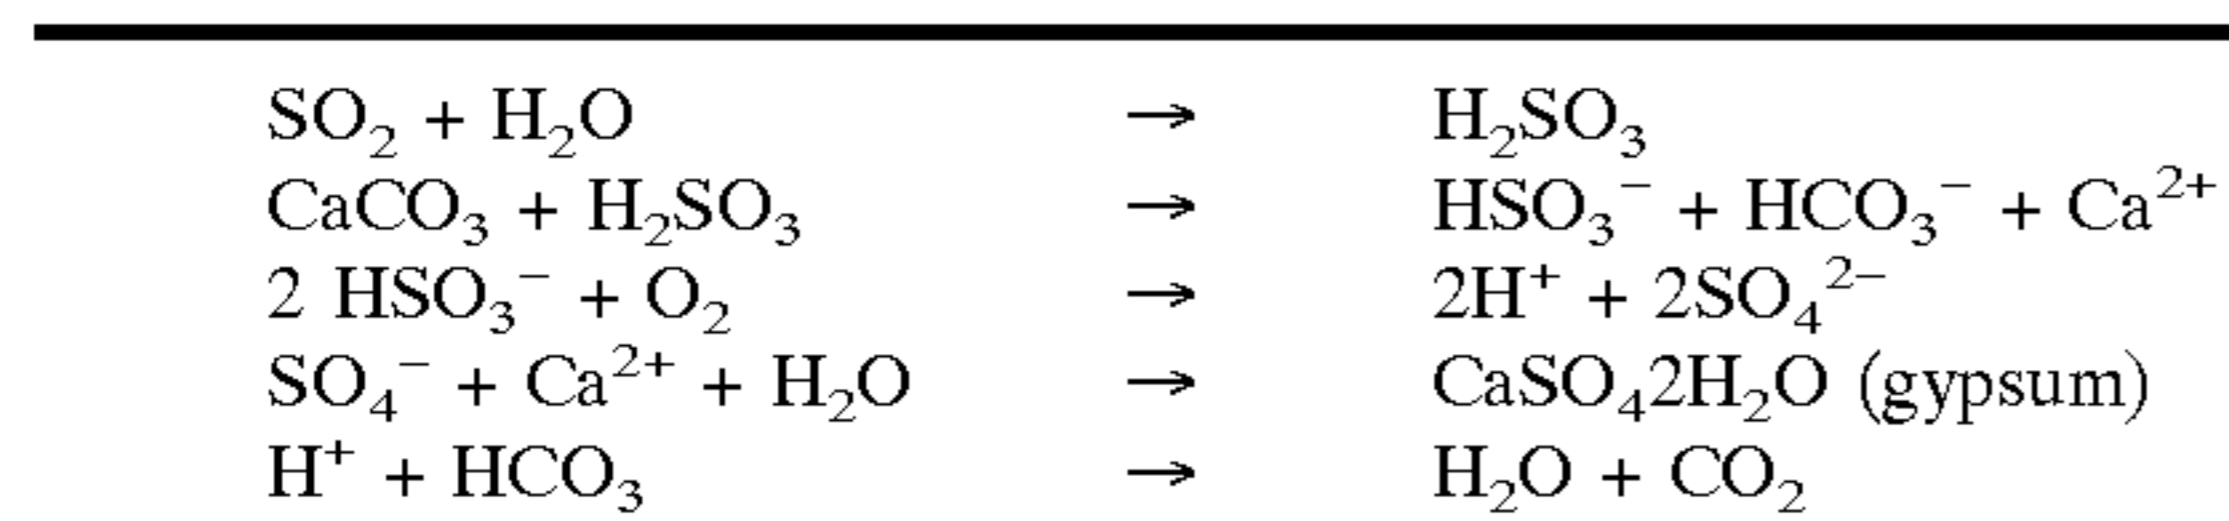 SO₂ + H₂O → H₂SO₃
CaCO₃ + H₂SO₃ → HSO₃⁻ + HCO₃⁻ + Ca²⁺
2 HSO₃⁻ + O₂ → 2H⁺ + 2SO₄²⁻
SO₄⁻ + Ca²⁺ + H₂O → CaSO₄2H₂O (gypsum)
H⁺ + HCO₃ → H₂O + CO₂